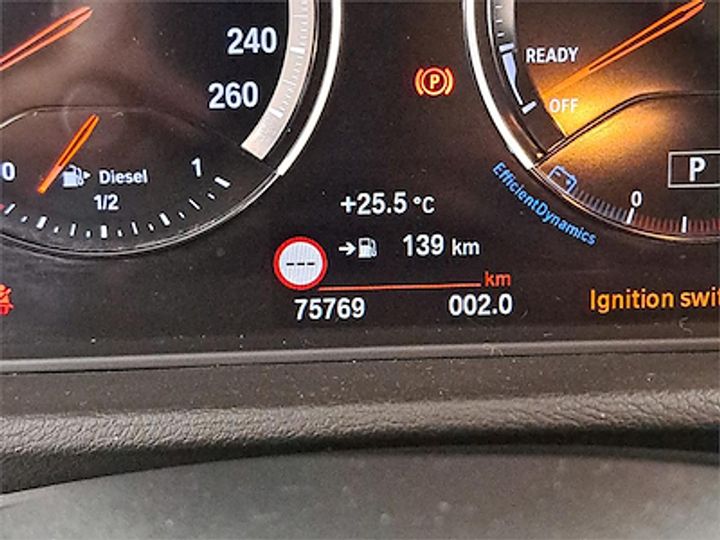 240
260
0
Diesel
1/2
1
(P)
READY
OFF
P
EfficientDynamics
0
+25.5 °C
139 km
---
km
75769
002.0
Ignition swit